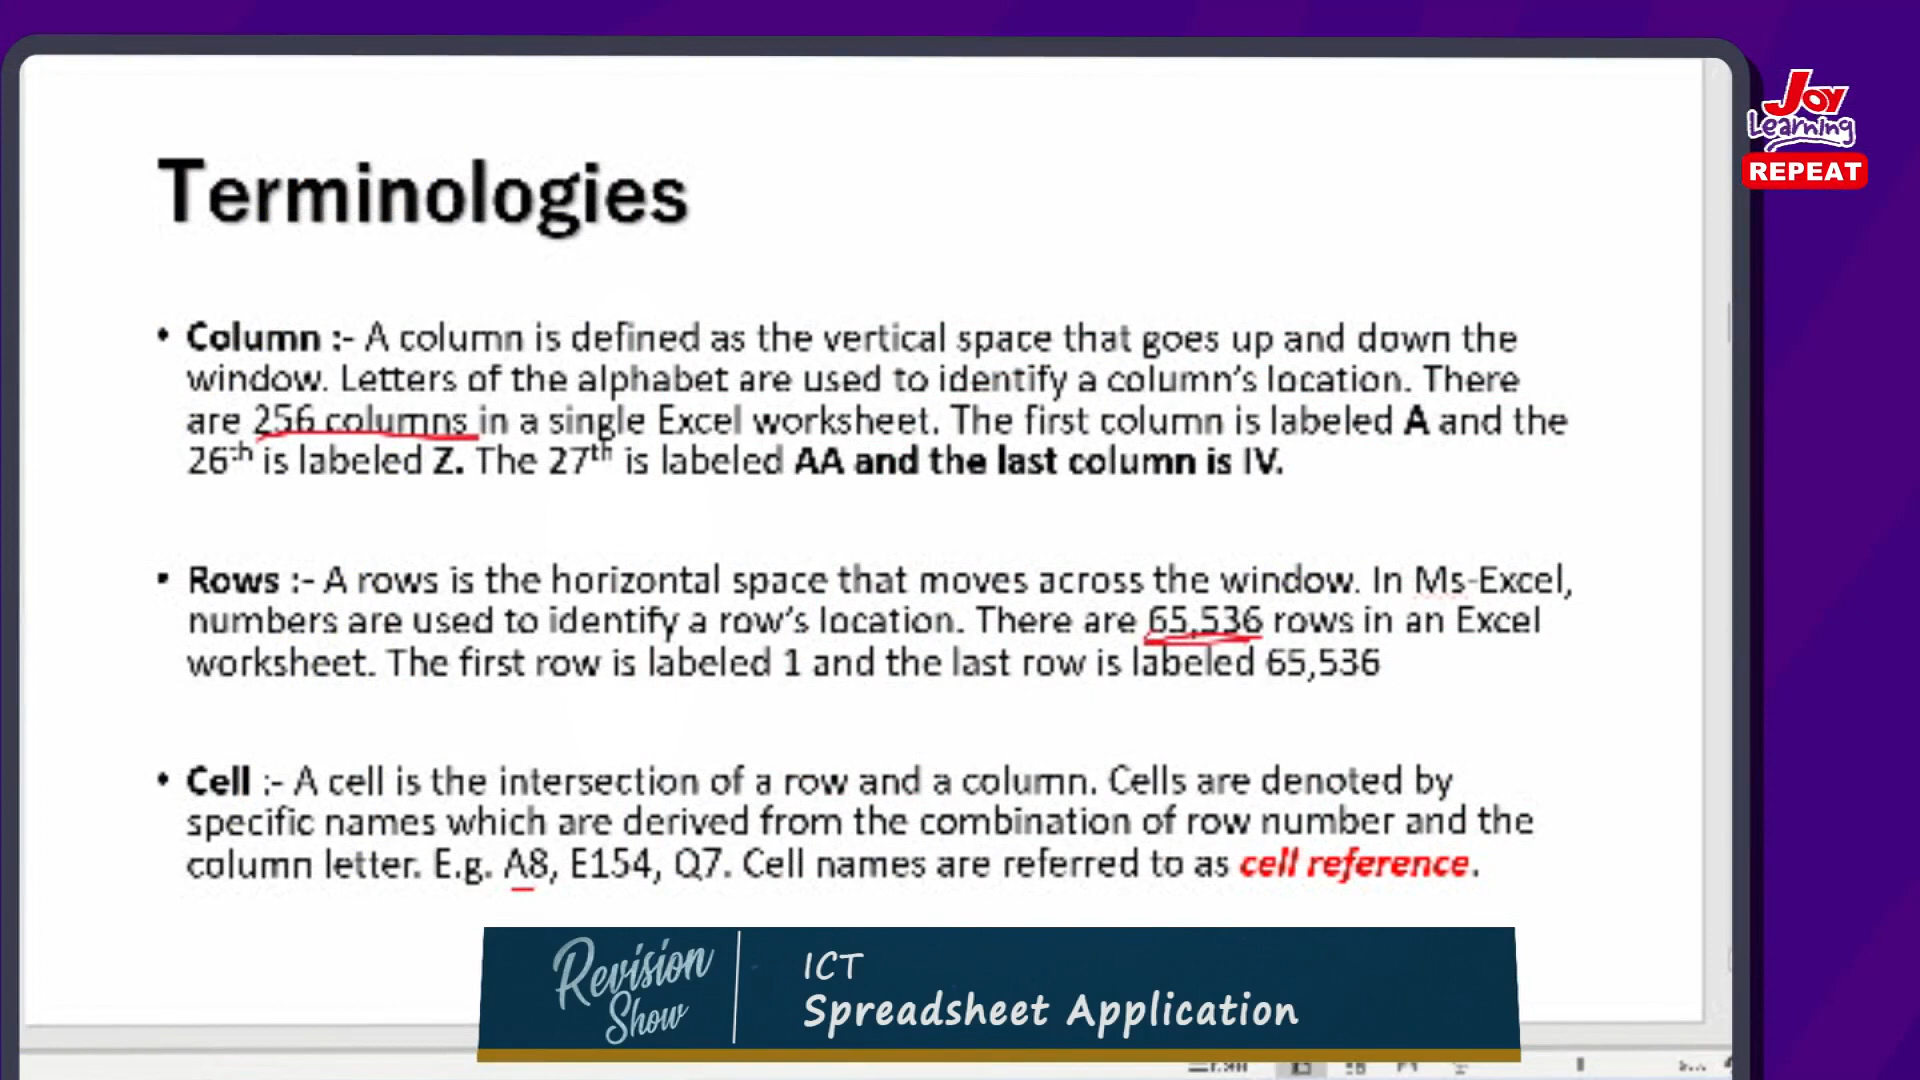 Joy
Learning
REPEAT
Terminologies
• Column :- A column is defined as the vertical space that goes up and down the
window. Letters of the alphabet are used to identify a column's location. There
are 256 columns in a single Excel worksheet. The first column is labeled A and the
26th is labeled Z. The 27th is labeled AA and the last column is IV.
• Rows :- A rows is the horizontal space that moves across the window. In Ms-Excel,
numbers are used to identify a row's location. There are 65,536 rows in an Excel
worksheet. The first row is labeled 1 and the last row is labeled 65,536
• Cell :- A cell is the intersection of a row and a column. Cells are denoted by
specific names which are derived from the combination of row number and the
column letter. E.g. A8, E154, Q7. Cell names are referred to as cell reference.
Revision
Show
ICT
Spreadsheet Application